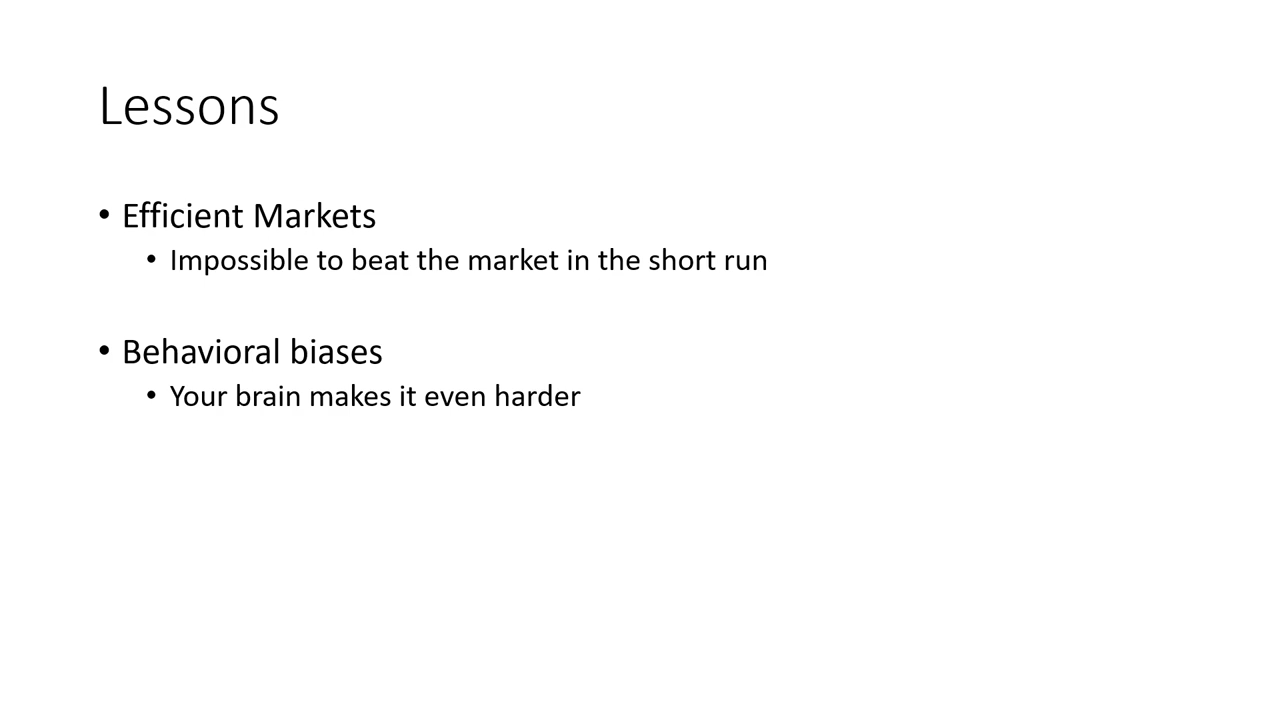 Lessons
• Efficient Markets
• Impossible to beat the market in the short run
• Behavioral biases
• Your brain makes it even harder